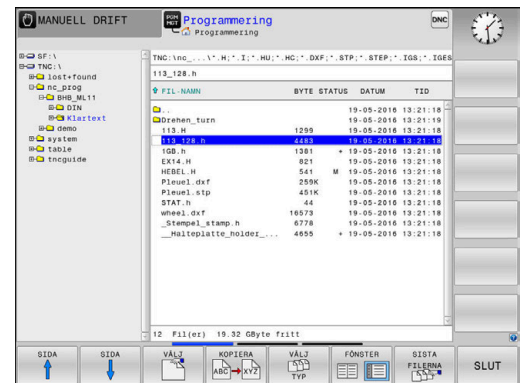 MANUELL DRIFT
PGM
MGT
Programmering
Programmering
DNC
SF:\
TNC:\
lost+found
nc_prog
BHB_ML11
DIN
Klartext
demo
system
table
tncguide
TNC:\nc_...\*.H;*.I;*.HU;*.HC;*.DXF;*.STP;*.STEP;*.IGS;*.IGES
113_128.h
FIL-NAMN BYTE STATUS DATUM TID
.. 19-05-2016 13:21:18
Drehen_turn 19-05-2016 13:21:19
113.H 1299 19-05-2016 13:21:18
113_128.h 4483 19-05-2016 13:21:18
1GB.h 1381 + 19-05-2016 13:21:18
EX14.H 821 19-05-2016 13:21:18
HEBEL.H 541 M 19-05-2016 13:21:18
Pleuel.dxf 259K 19-05-2016 13:21:18
Pleuel.stp 451K 19-05-2016 13:21:18
STAT.h 44 19-05-2016 13:21:18
wheel.dxf 16573 19-05-2016 13:21:18
_Stempel_stamp.h 6778 19-05-2016 13:21:18
__Halteplatte_holder_... 4655 + 19-05-2016 13:21:18
12 Fil(er) 19.32 GByte fritt
SIDA
SIDA
VÄLJ
KOPIERA
ABC
XYZ
VÄLJ
TYP
FÖNSTER
SISTA
FILERNA
SLUT